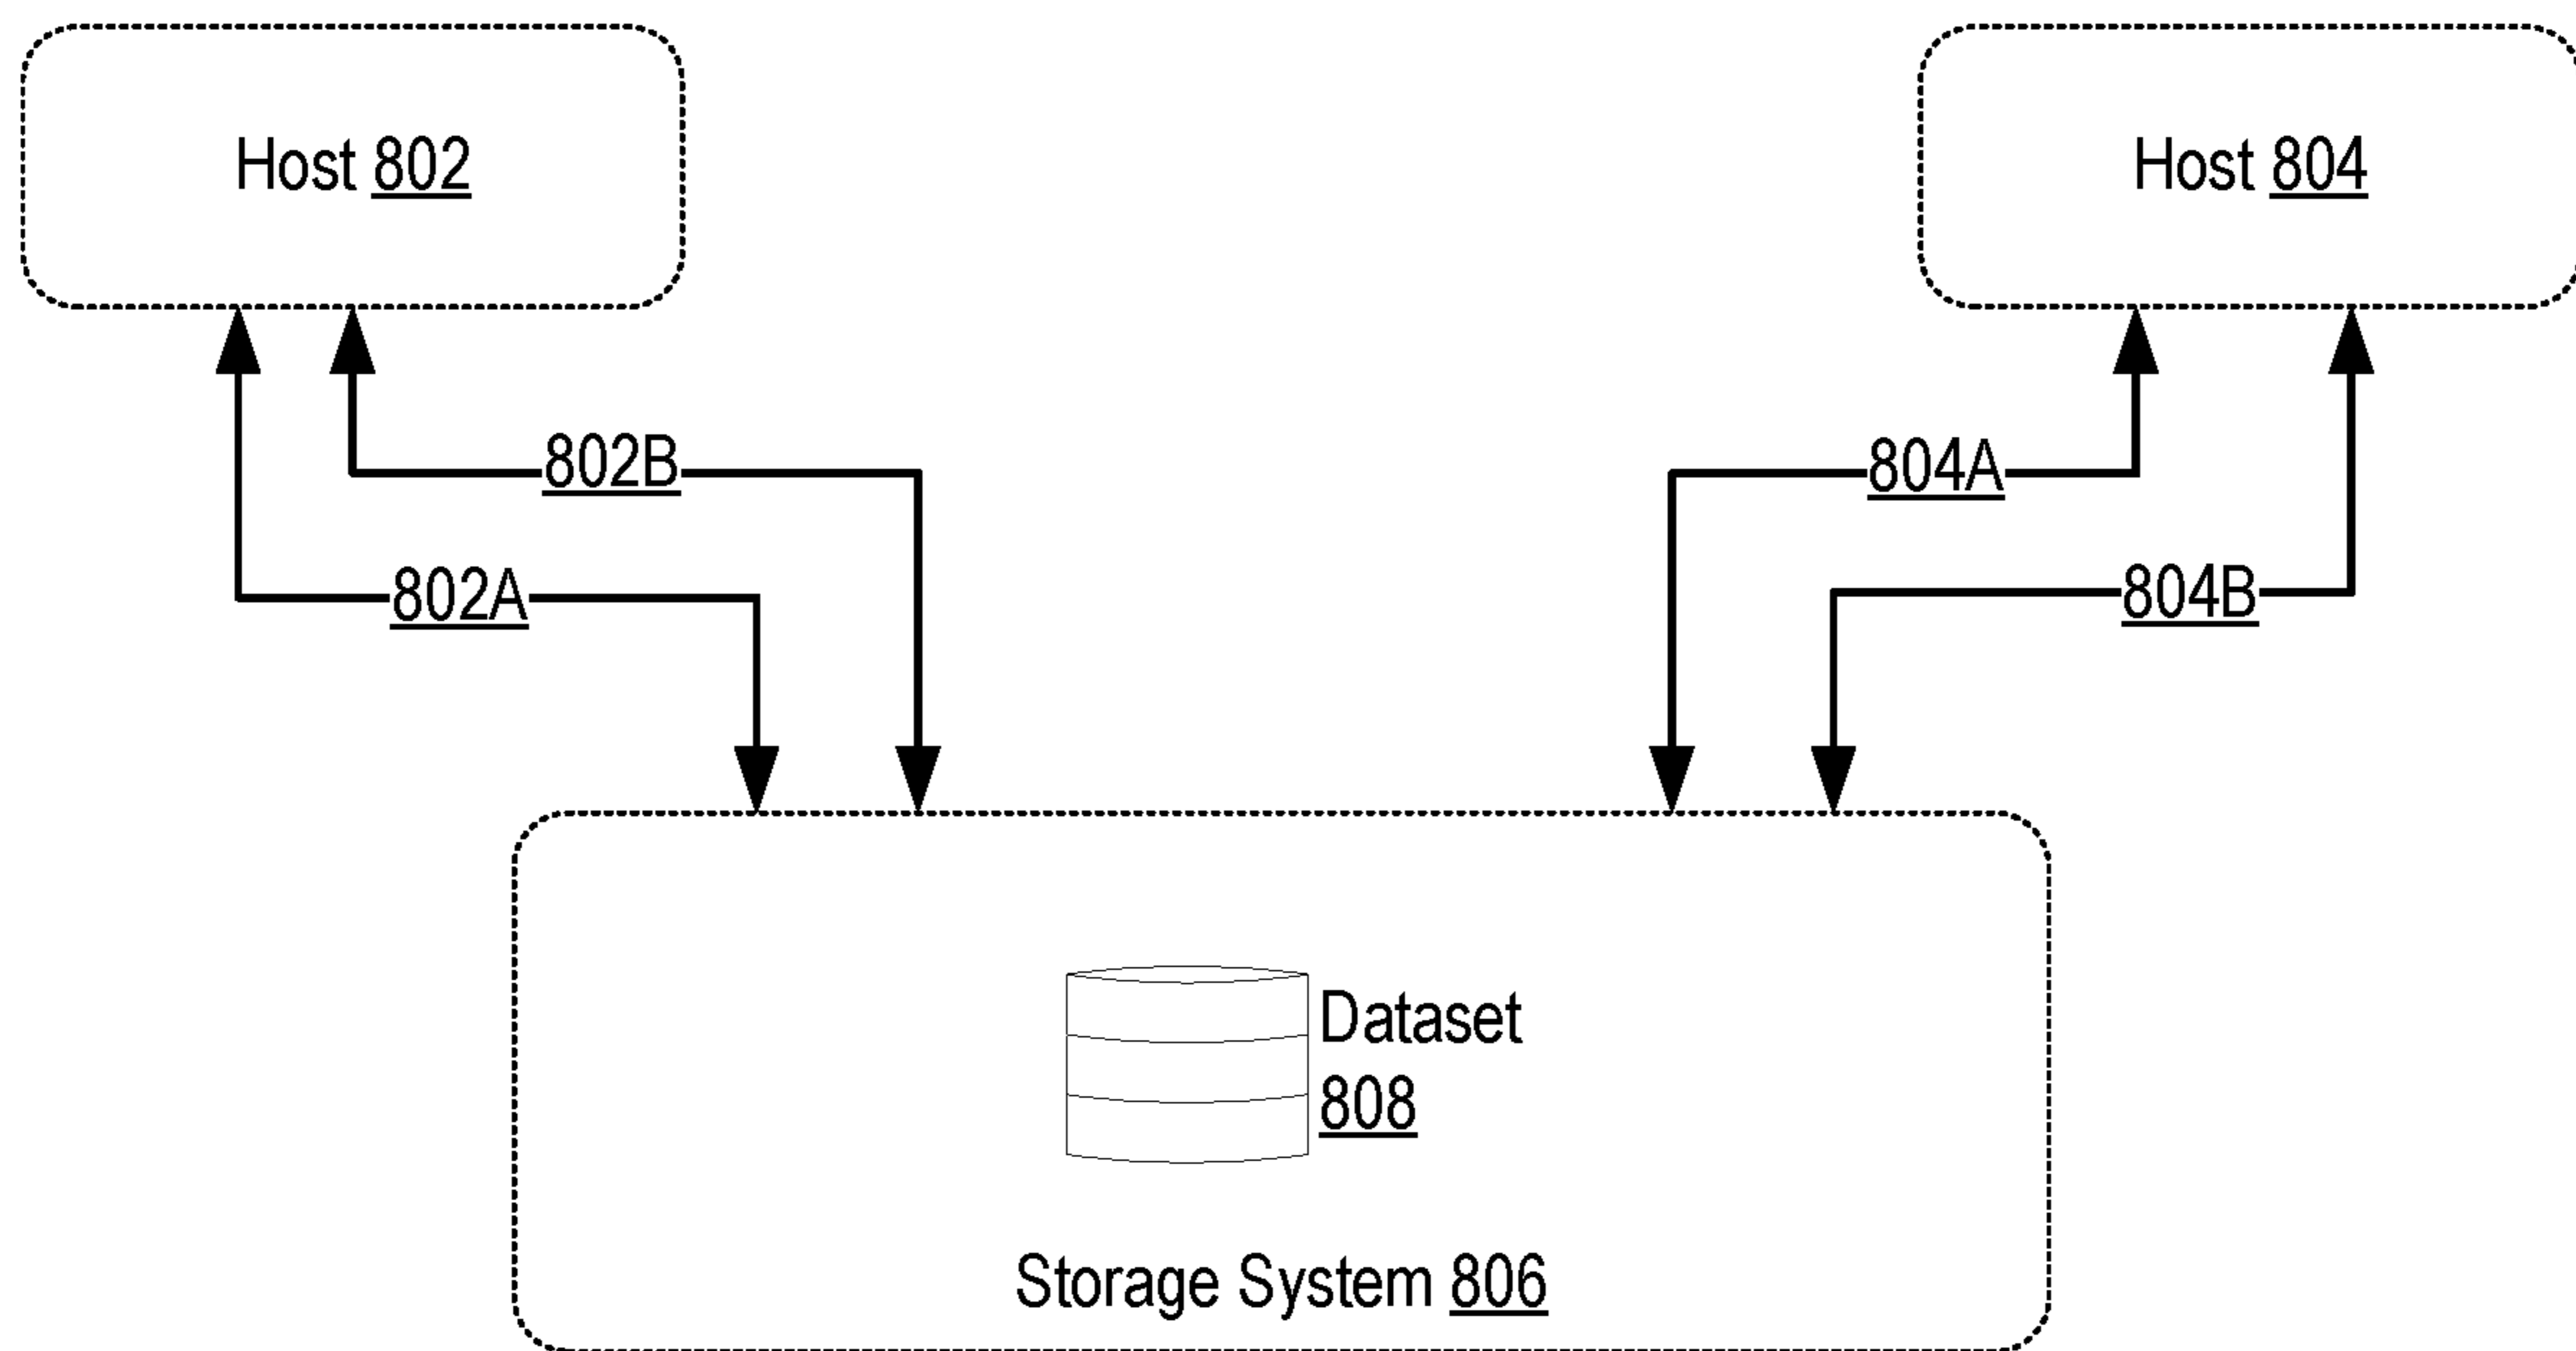 Host 802
Host 804
802B
804A
802A
804B
Dataset
808
Storage System 806